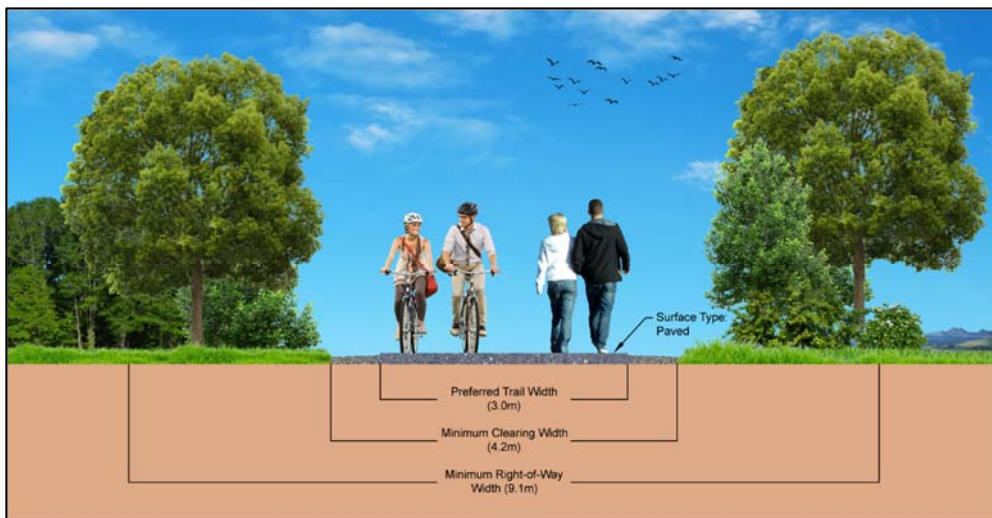 Surface Type:
Paved
Preferred Trail Width
(3.0m)
Minimum Clearing Width
(4.2m)
Minimum Right-of-Way
Width (9.1m)